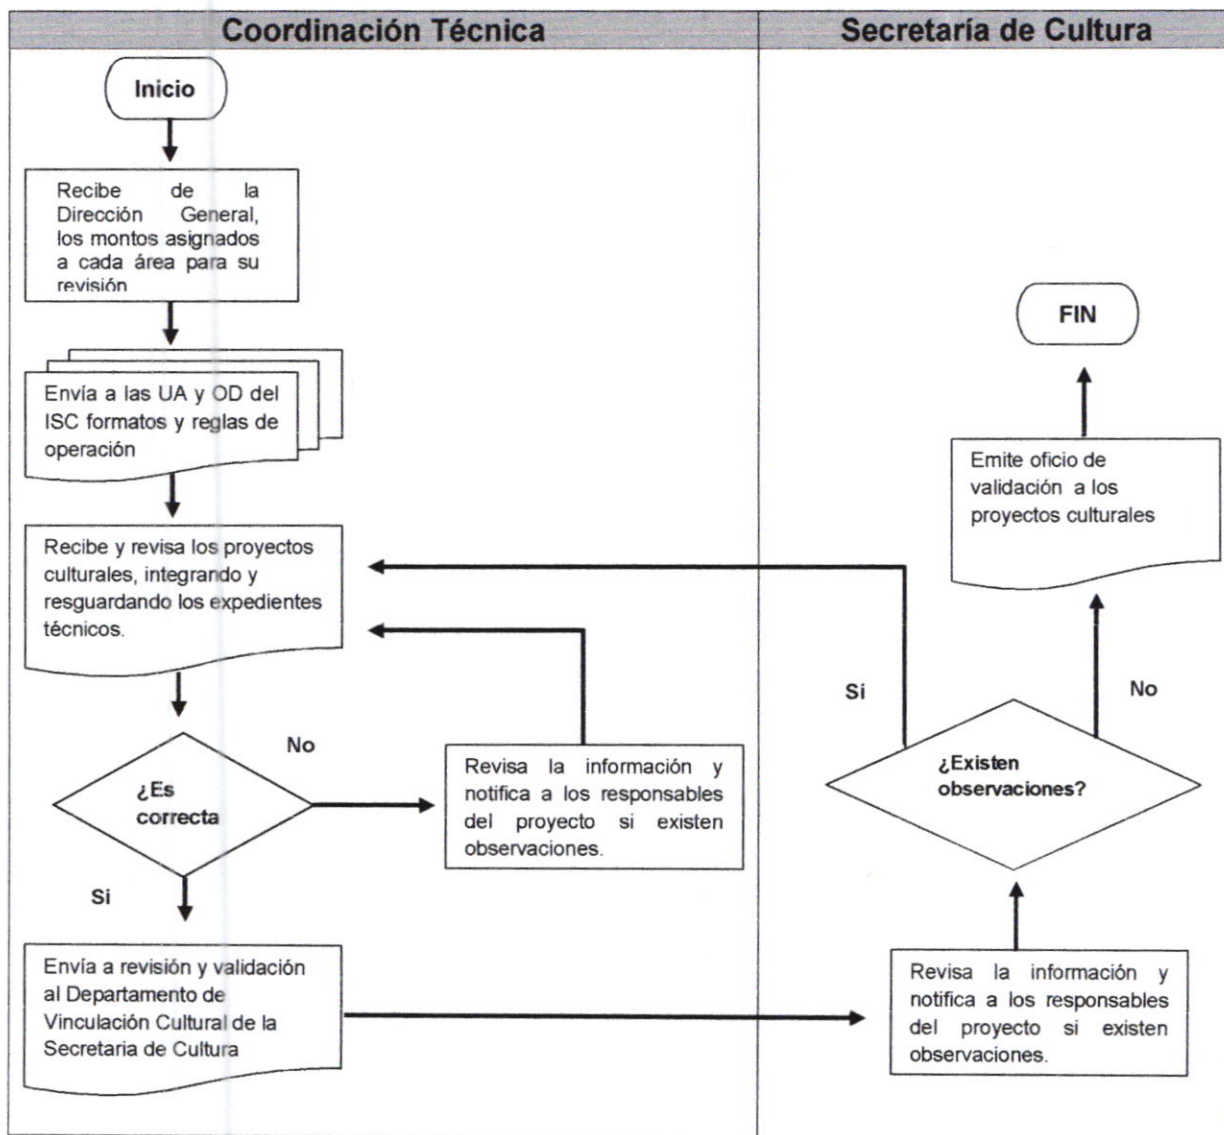 Coordinación Técnica
Secretaría de Cultura
Inicio
Recibe de la
Dirección General,
los montos asignados
a cada área para su
revisión
Envía a las UA y OD del
ISC formatos y reglas de
operación
Recibe y revisa los proyectos
culturales, integrando y
resguardando los expedientes
técnicos.
¿Es
correcta
No
Si
Revisa la información y
notifica a los responsables
del proyecto si existen
observaciones.
Envía a revisión y validación
al Departamento de
Vinculación Cultural de la
Secretaria de Cultura
Revisa la información y
notifica a los responsables
del proyecto si existen
observaciones.
¿Existen
observaciones?
Si
No
Emite oficio de
validación a los
proyectos culturales
FIN